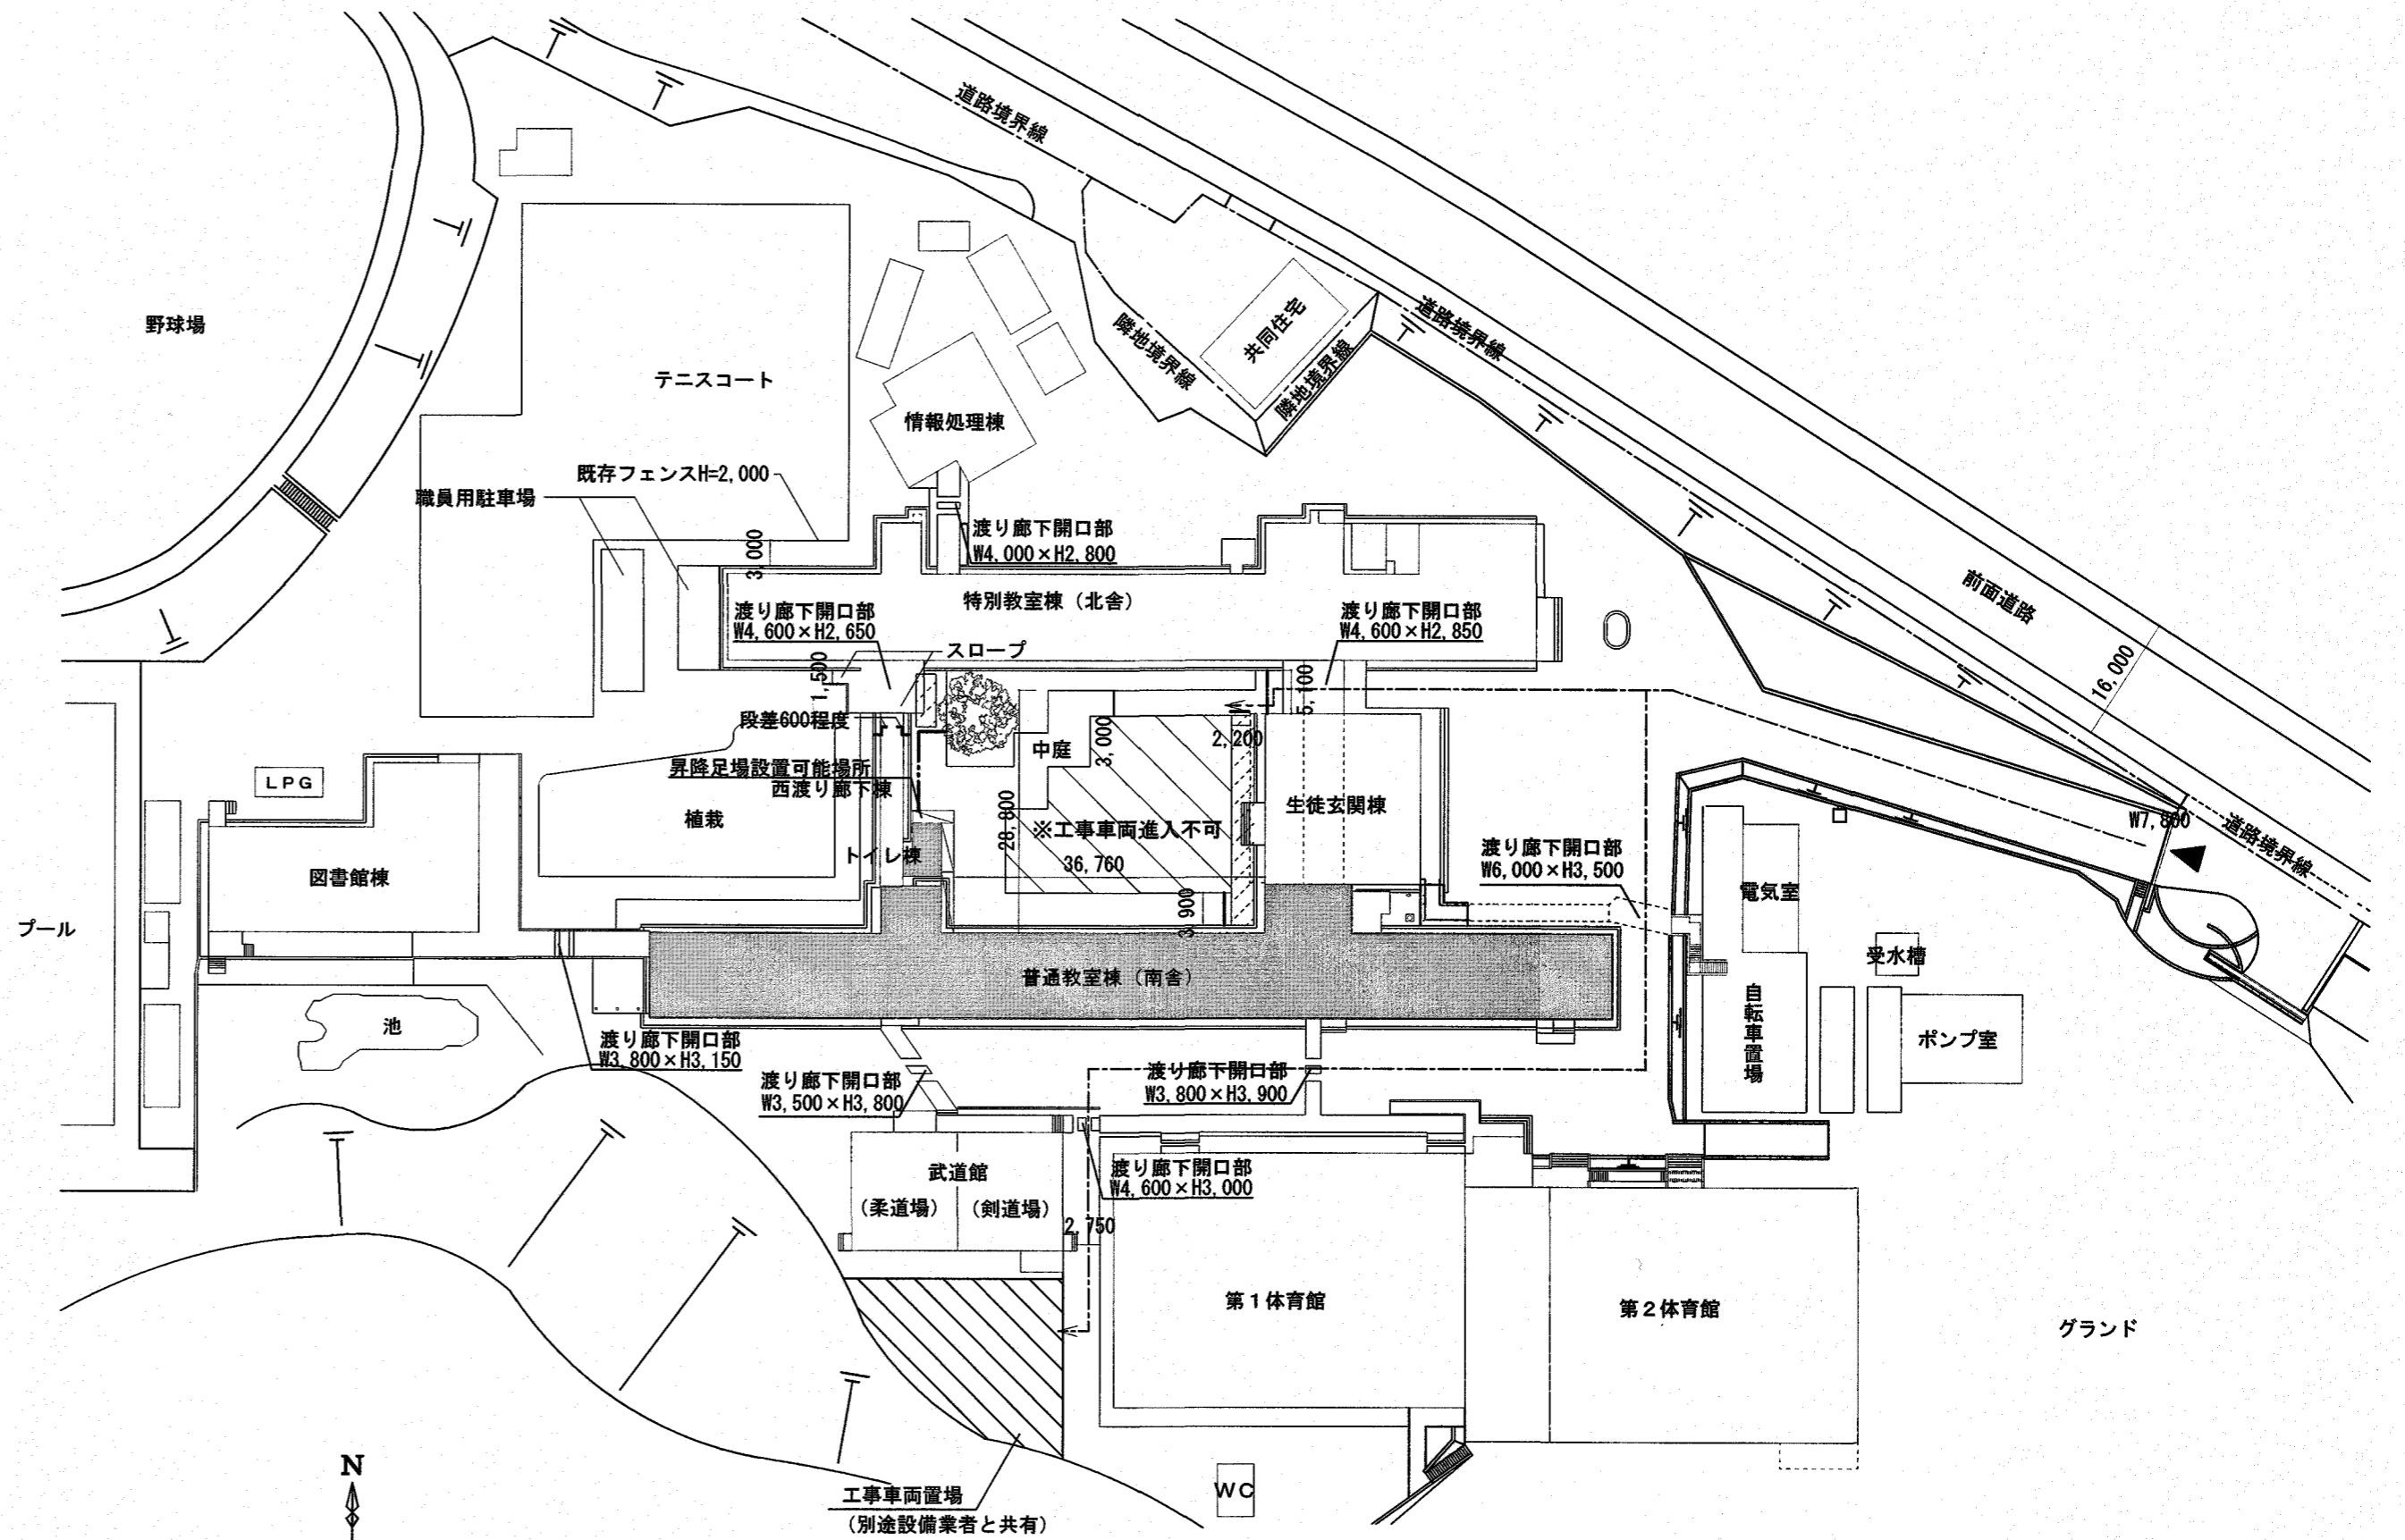 道路境界線
野球場
テニスコート
共同住宅
道路境界線
隣地境界線
隣地境界線
情報処理棟
既存フェンスH=2,000
職員用駐車場
3,000
渡り廊下開口部
W4,000×H2,800
前面道路
16,000
特別教室棟（北舎）
渡り廊下開口部
W4,600×H2,650
渡り廊下開口部
W4,600×H2,850
スロープ
1,500
5,100
段差600程度
中庭
3,000
2,200
昇降足場設置可能場所
西渡り廊下棟
LPG
植栽
28,800
※工事車両進入不可
36,760
生徒玄関棟
W7,800
道路境界線
トイレ棟
図書館棟
渡り廊下開口部
W6,000×H3,500
電気室
プール
3,900
受水槽
普通教室棟（南舎）
自転車置場
池
ポンプ室
渡り廊下開口部
W3,800×H3,150
渡り廊下開口部
W3,500×H3,800
渡り廊下開口部
W3,800×H3,900
武道館
（柔道場）
（剣道場）
渡り廊下開口部
W4,600×H3,000
2,750
第１体育館
第２体育館
グランド
N
工事車両置場
（別途設備業者と共有）
WC